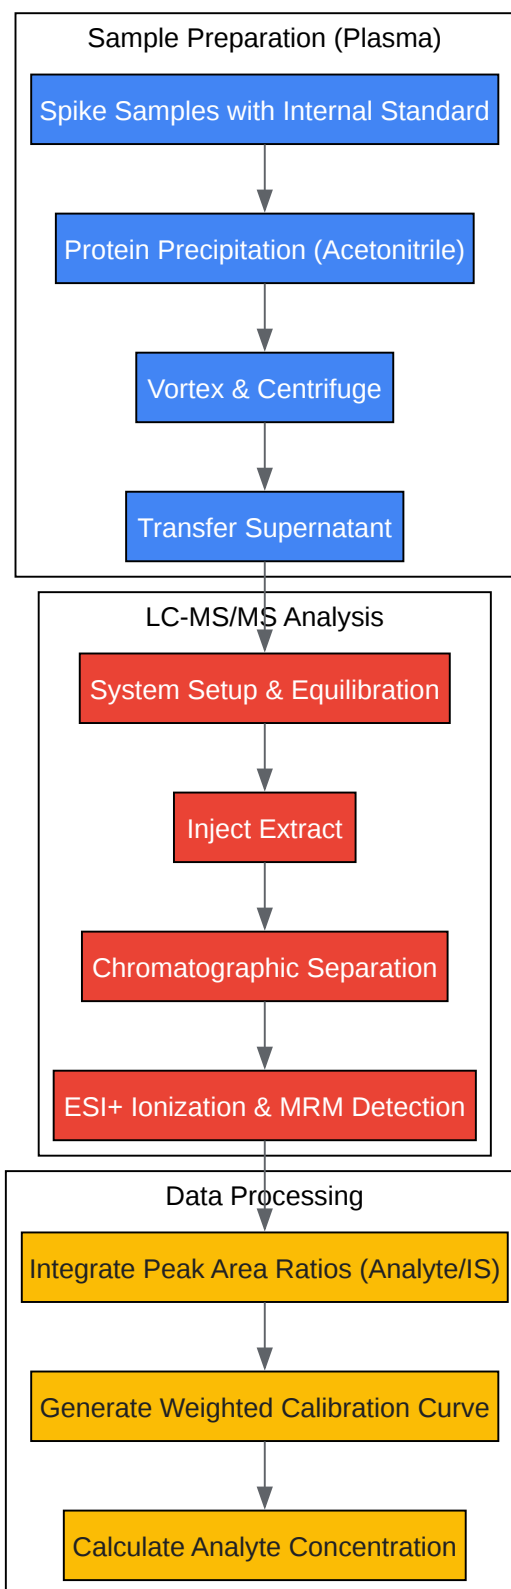 Sample Preparation (Plasma)
Spike Samples with Internal Standard
Protein Precipitation (Acetonitrile)
Vortex & Centrifuge
Transfer Supernatant
LC-MS/MS Analysis
System Setup & Equilibration
Inject Extract
Chromatographic Separation
ESI+ Ionization & MRM Detection
Data Processing
Integrate Peak Area Ratios (Analyte/IS)
Generate Weighted Calibration Curve
Calculate Analyte Concentration